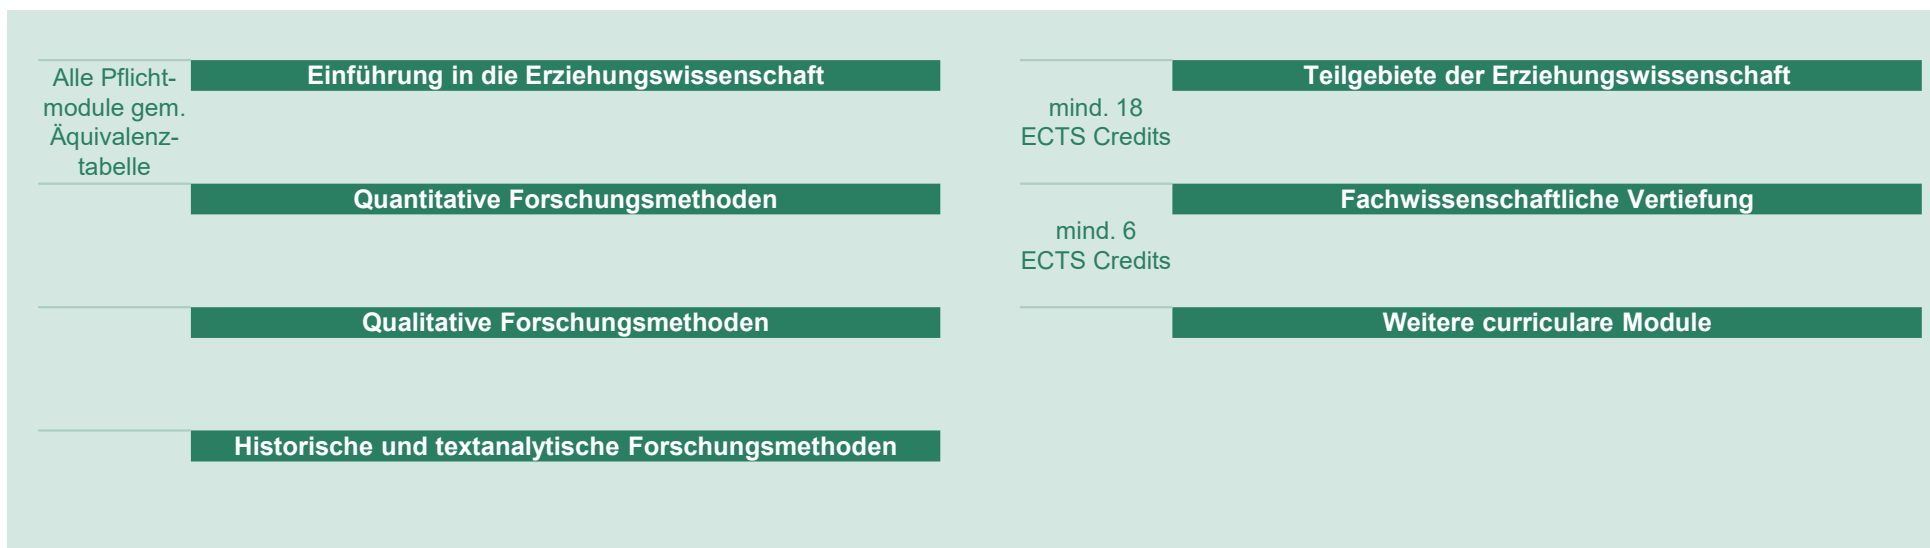 Einführung in die Erziehungswissenschaft
Alle Pflicht-
module gem.
Äquivalenz-
tabelle
Quantitative Forschungsmethoden
Qualitative Forschungsmethoden
Historische und textanalytische Forschungsmethoden
Teilgebiete der Erziehungswissenschaft
mind. 18
ECTS Credits
Fachwissenschaftliche Vertiefung
mind. 6
ECTS Credits
Weitere curriculare Module